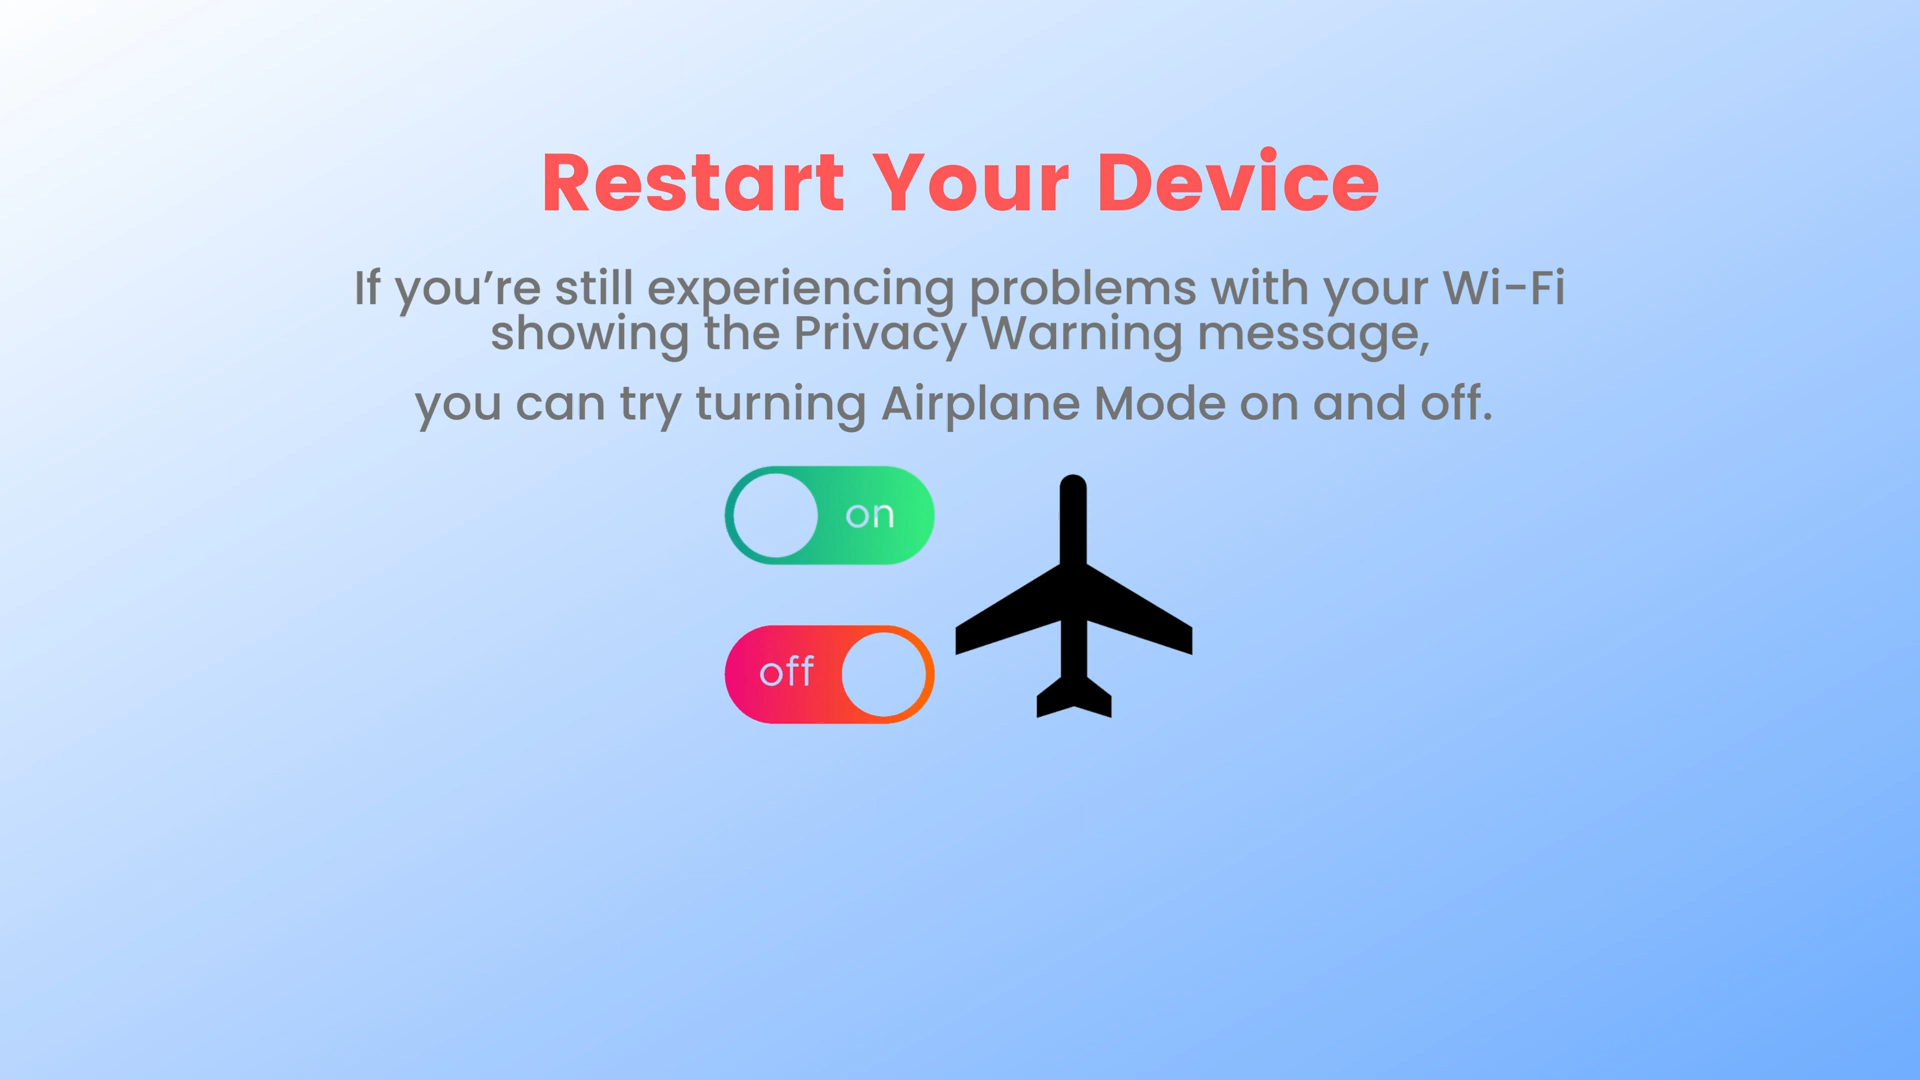 Restart Your Device
If you’re still experiencing problems with your Wi-Fi
showing the Privacy Warning message,
you can try turning Airplane Mode on and off.
on
off